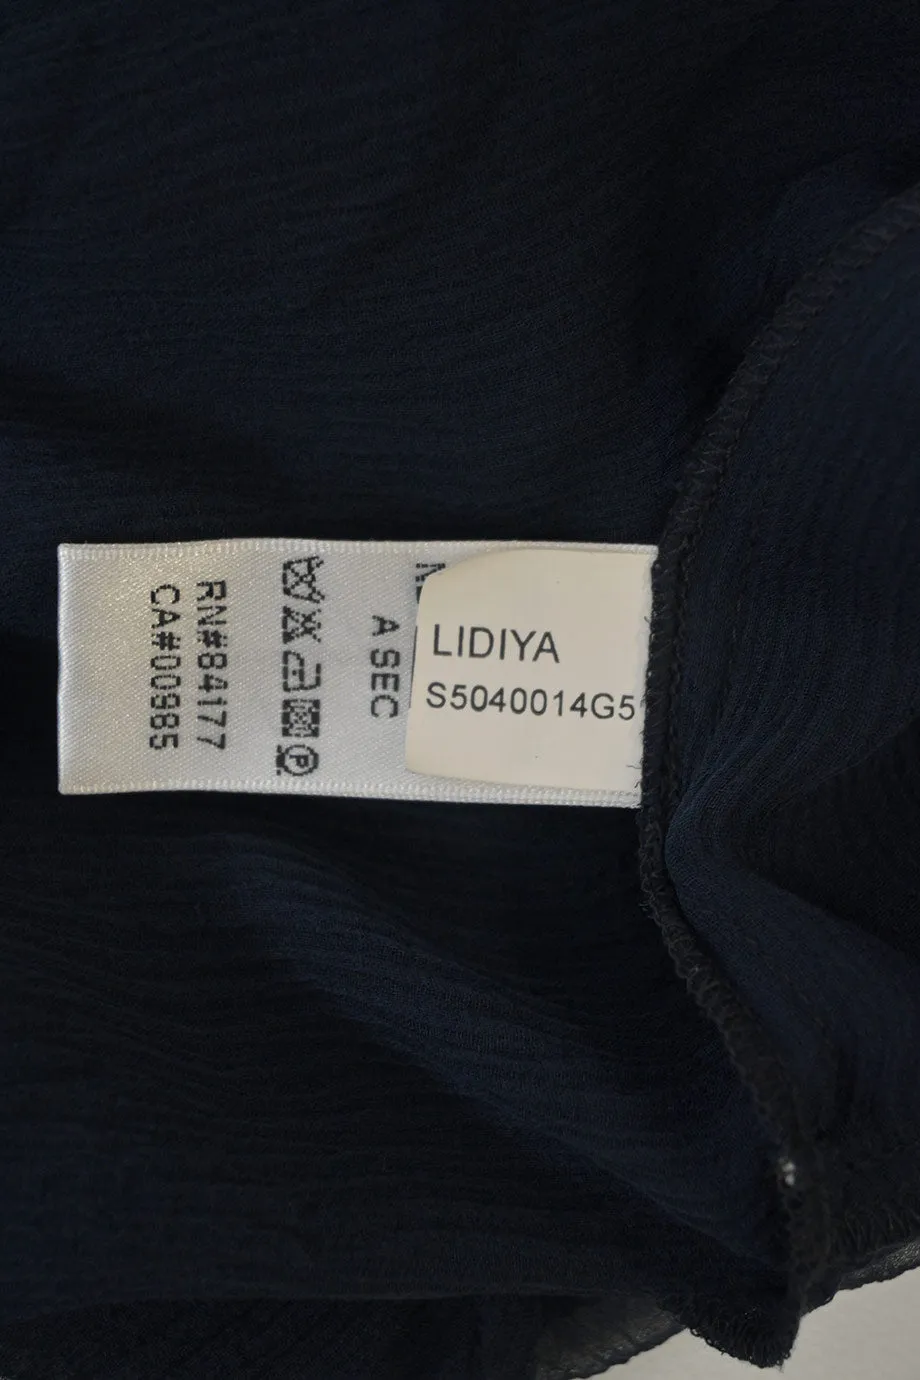 LIDIYA
S5040014G5
A SEC
RN#84177
CA#00985